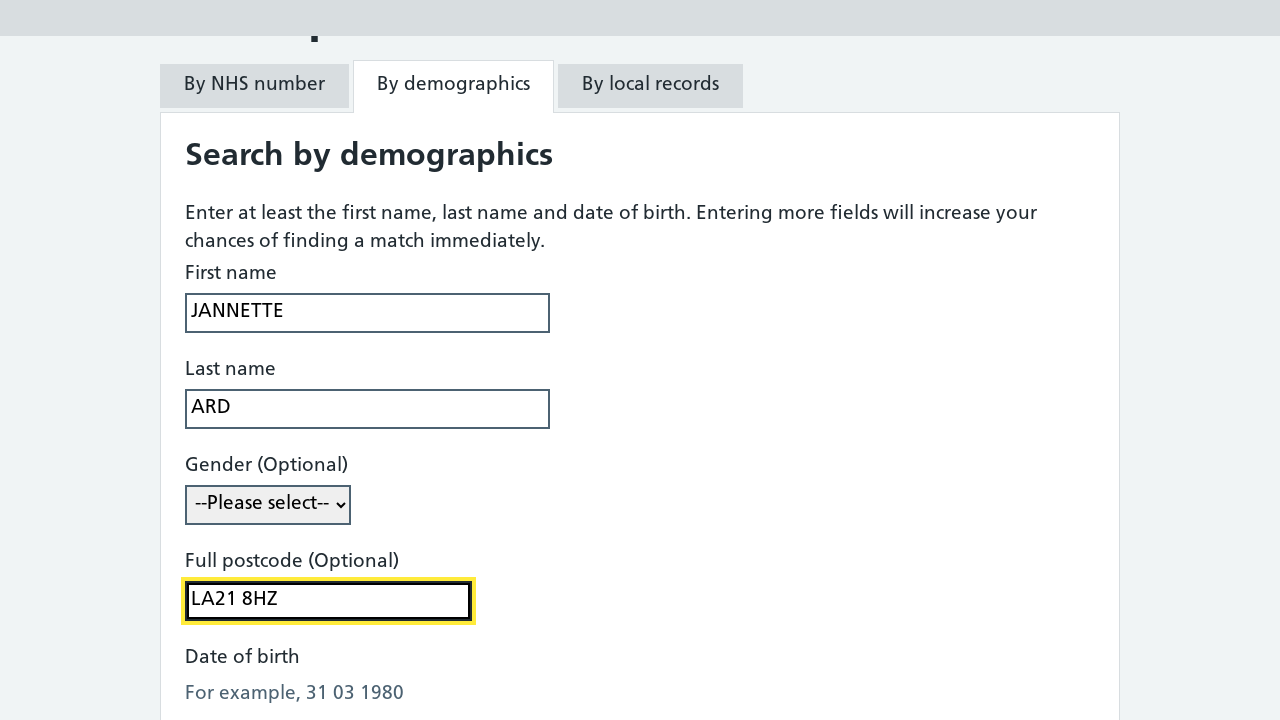 By NHS number
By demographics
By local records
Search by demographics
Enter at least the first name, last name and date of birth. Entering more fields will increase your
chances of finding a match immediately.
First name
JANNETTE
Last name
ARD
Gender (Optional)
--Please select--
Full postcode (Optional)
LA21 8HZ
Date of birth
For example, 31 03 1980